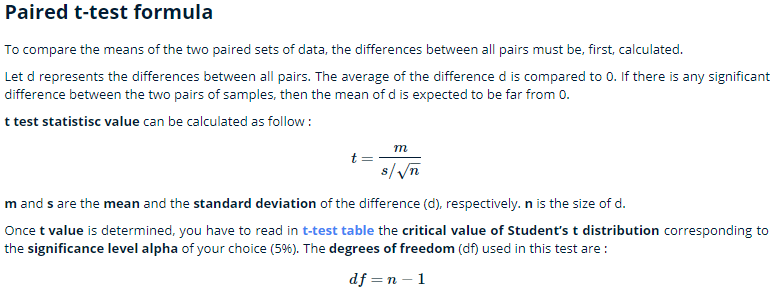 Paired t-test formula
To compare the means of the two paired sets of data, the differences between all pairs must be, first, calculated.
Let d represents the differences between all pairs. The average of the difference d is compared to 0. If there is any significant
difference between the two pairs of samples, then the mean of d is expected to be far from 0.
t test statistisc value can be calculated as follow :
t = m / (s/√n)
m and s are the mean and the standard deviation of the difference (d), respectively. n is the size of d.
Once t value is determined, you have to read in t-test table the critical value of Student’s t distribution corresponding to
the significance level alpha of your choice (5%). The degrees of freedom (df) used in this test are :
df = n − 1